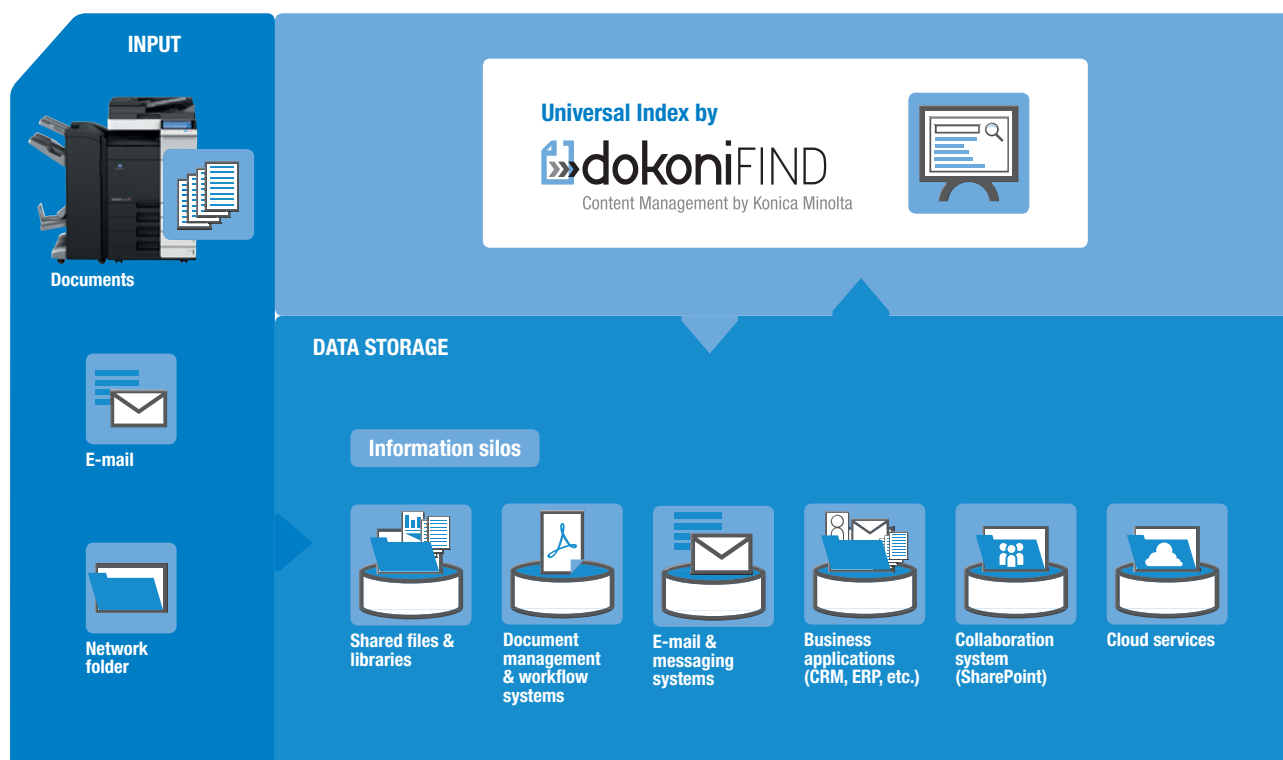 INPUT
Documents
E-mail
Network
folder
Universal Index by
dokoniFIND
Content Management by Konica Minolta
DATA STORAGE
Information silos
Shared files &
libraries
Document
management
& workflow
systems
E-mail &
messaging
systems
Business
applications
(CRM, ERP, etc.)
Collaboration
system
(SharePoint)
Cloud services